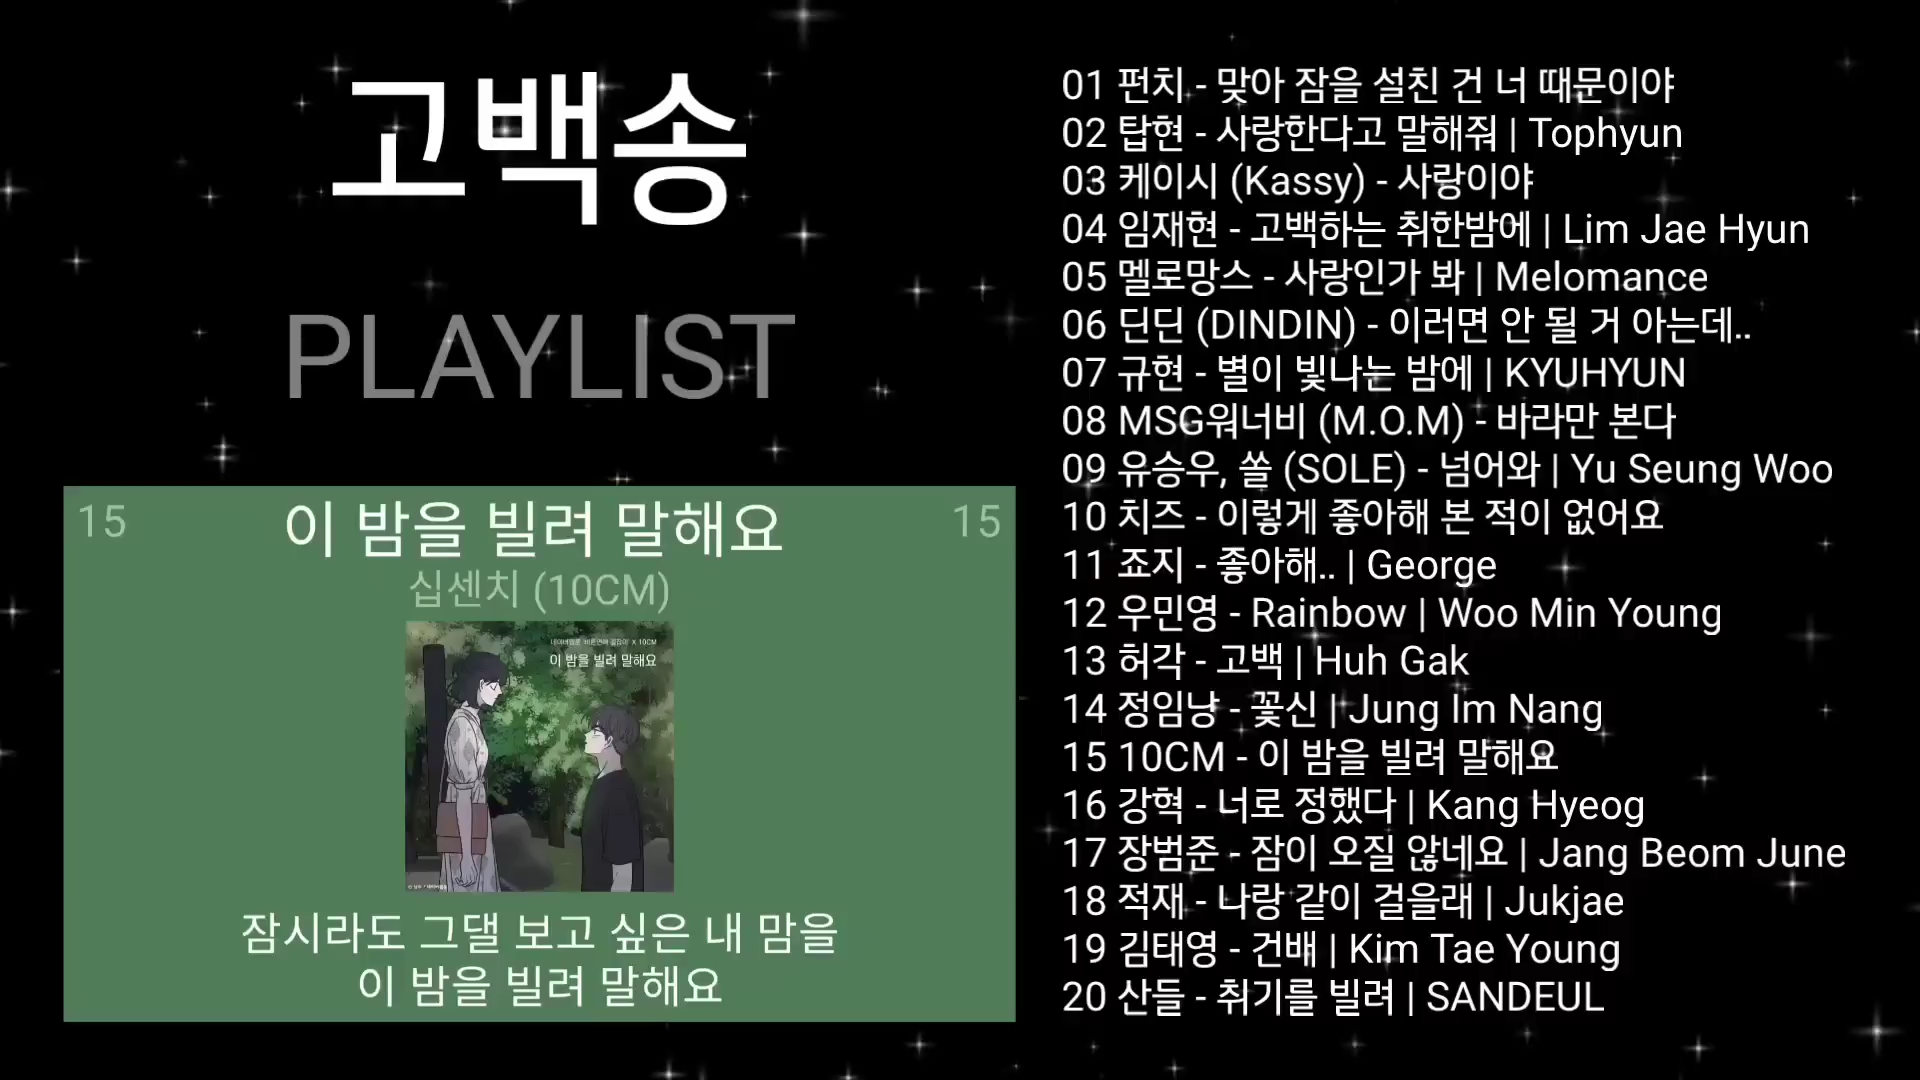 고백송
PLAYLIST
15 이 밤을 빌려 말해요 15
십센치 (10CM)
이 밤을 빌려 말해요
잠시라도 그댈 보고 싶은 내 맘을
이 밤을 빌려 말해요
01 펀치 - 맞아 잠을 설친 건 너 때문이야
02 탑현 - 사랑한다고 말해줘 | Tophyun
03 케이시 (Kassy) - 사랑이야
04 임재현 - 고백하는 취한밤에 | Lim Jae Hyun
05 멜로망스 - 사랑인가 봐 | Melomance
06 딘딘 (DINDIN) - 이러면 안 될 거 아는데..
07 규현 - 별이 빛나는 밤에 | KYUHYUN
08 MSG워너비 (M.O.M) - 바라만 본다
09 유승우, 쏠 (SOLE) - 넘어와 | Yu Seung Woo
10 치즈 - 이렇게 좋아해 본 적이 없어요
11 죠지 - 좋아해.. | George
12 우민영 - Rainbow | Woo Min Young
13 허각 - 고백 | Huh Gak
14 정임낭 - 꽃신 | Jung Im Nang
15 10CM - 이 밤을 빌려 말해요
16 강혁 - 너로 정했다 | Kang Hyeog
17 장범준 - 잠이 오질 않네요 | Jang Beom June
18 적재 - 나랑 같이 걸을래 | Jukjae
19 김태영 - 건배 | Kim Tae Young
20 산들 - 취기를 빌려 | SANDEUL